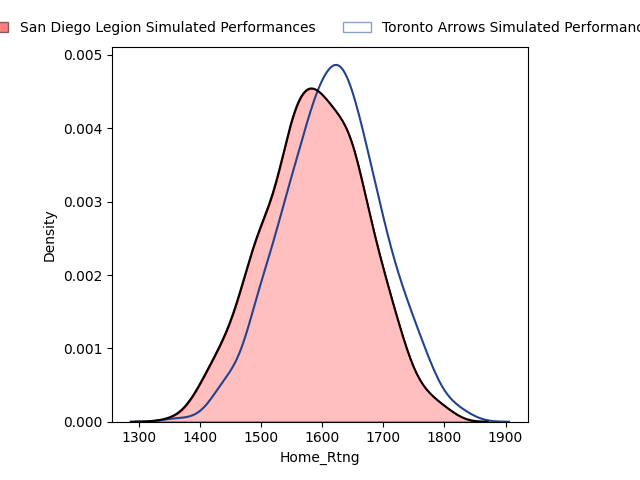 San Diego Legion Simulated Performances Toronto Arrows Simulated
0.005
0.004
0.003
0.002
0.001
0.000
Density
1300 1400 1500 1600 1700 1800 1900
Home_Rtng